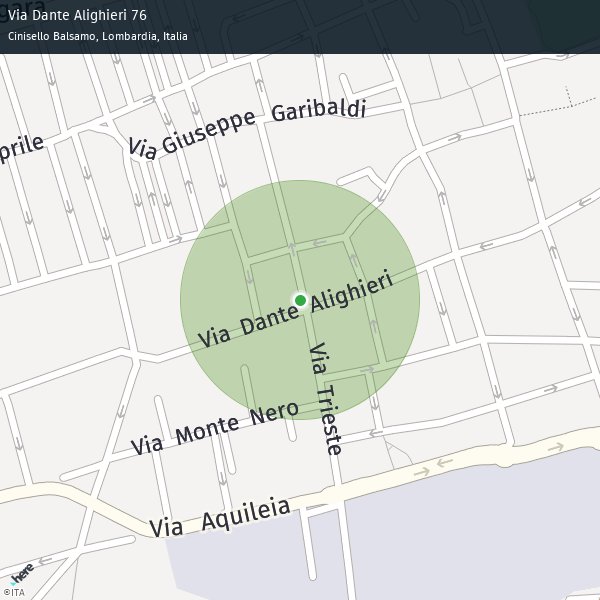 Via Dante Alighieri 76
Cinisello Balsamo, Lombardia, Italia
prile
Via Giuseppe Garibaldi
Via Dante Alighieri
Via Trieste
Via Monte Nero
Via Aquileia
here
©ITA